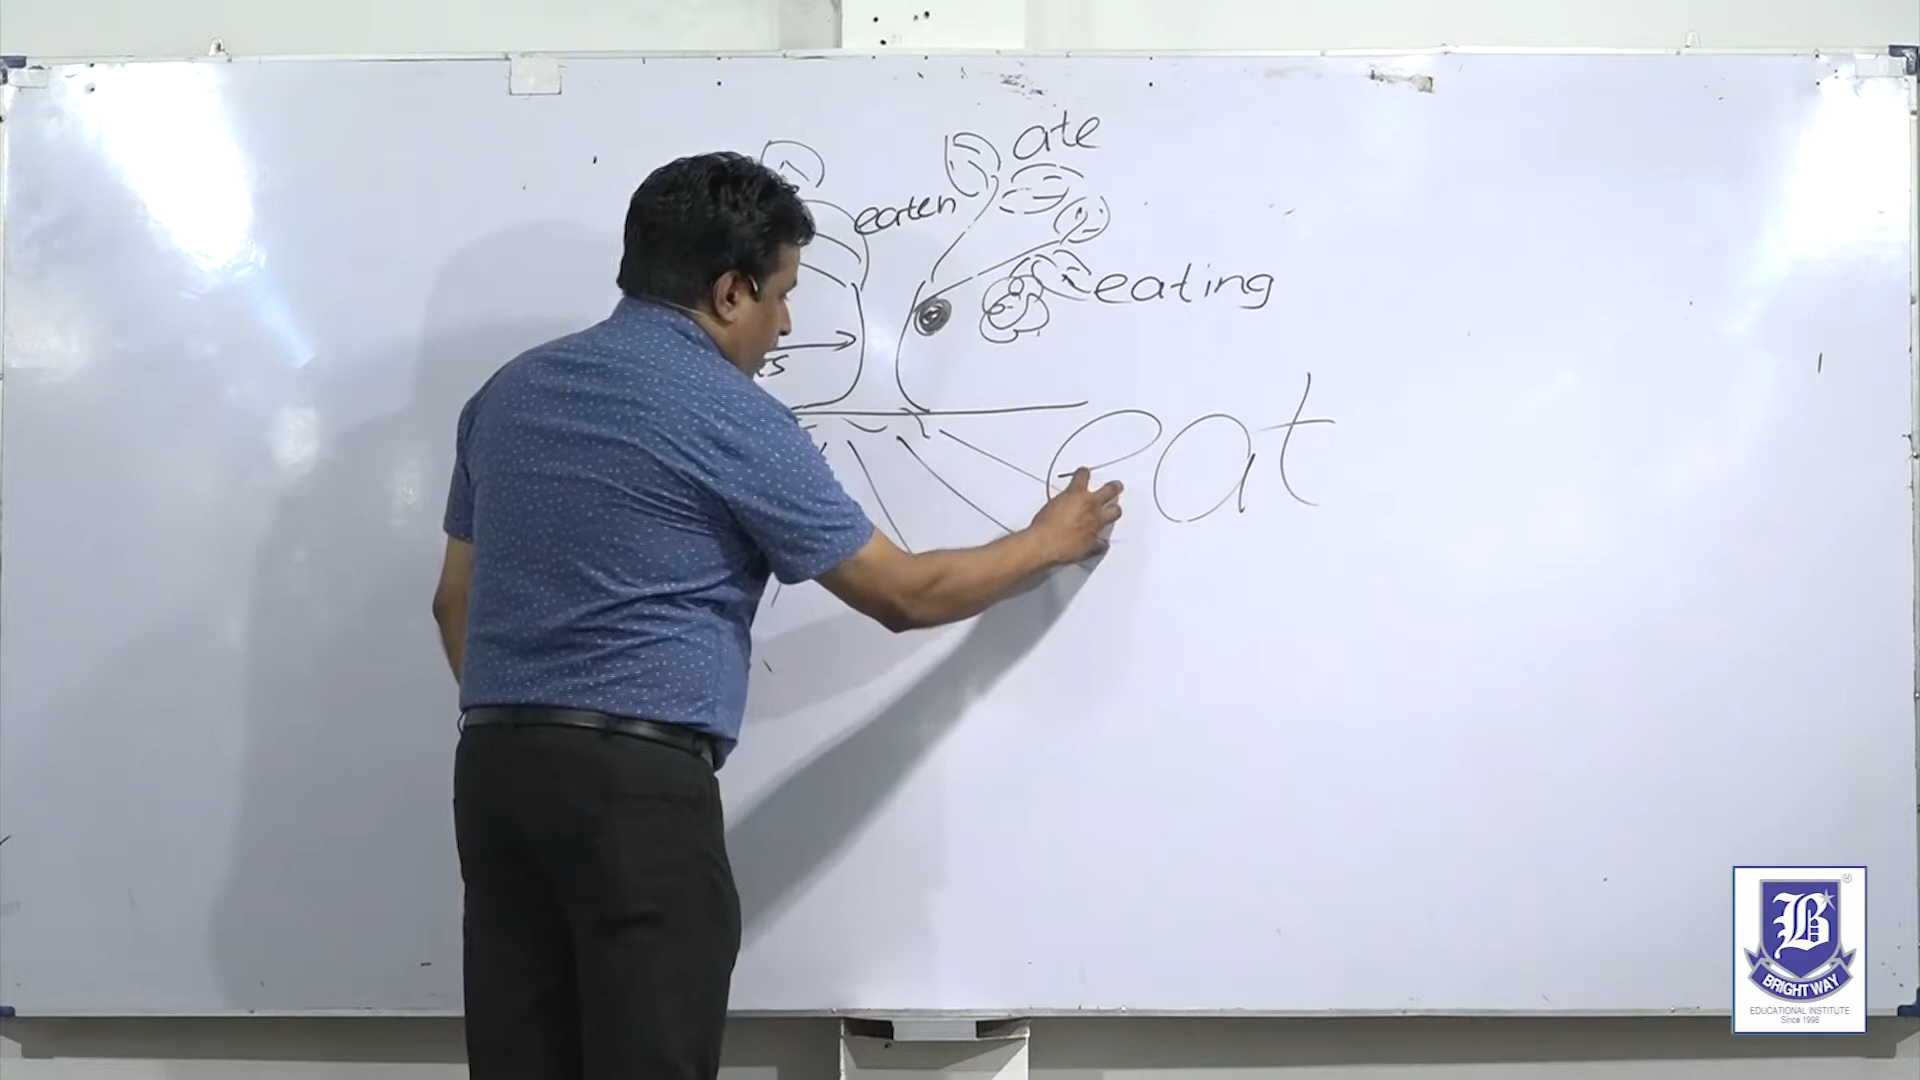 ate
eaten
eating
eat
B
BRIGHT WAY
EDUCATIONAL INSTITUTE
Since 1998